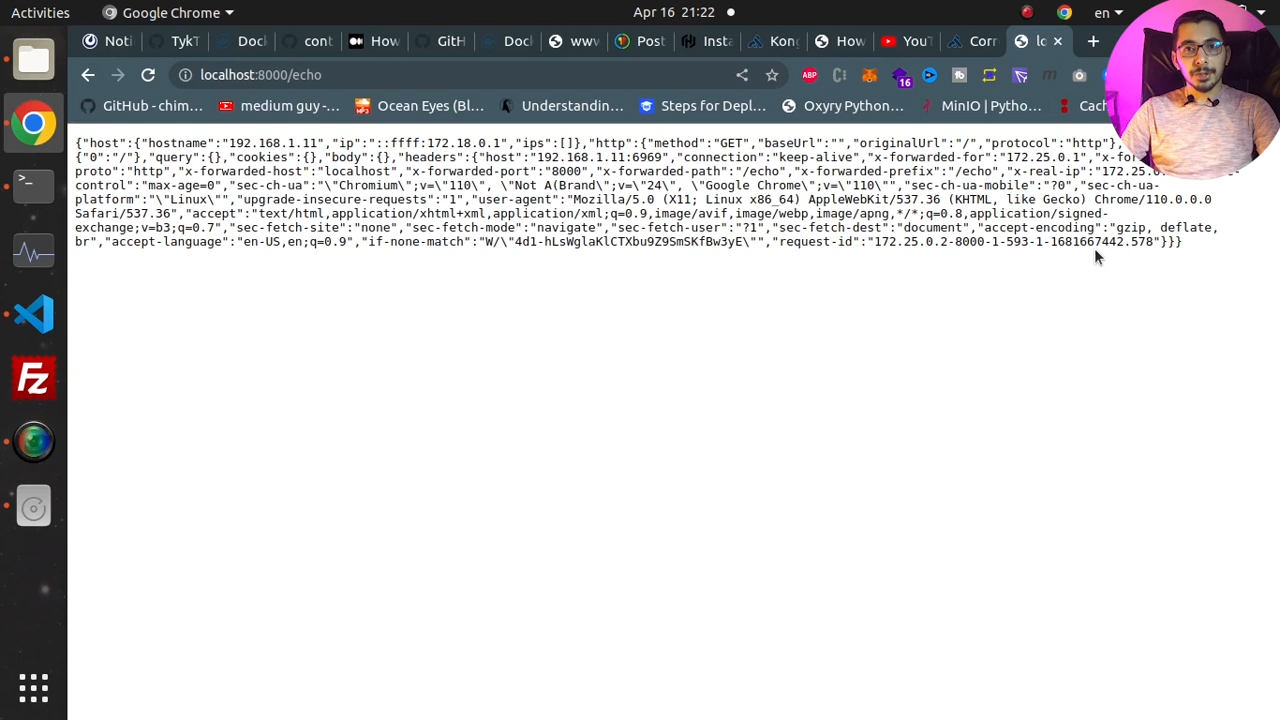 Activities
Google Chrome
Apr 16 21:22
en
Noti
TykT
Dock
cont
How
GitH
Dock
www
Post
Insta
Kong
How
YouT
Corr
lo
localhost:8000/echo
ABP
16
GitHub - chim...
medium guy -...
Ocean Eyes (Bl...
Understandin...
Steps for Depl...
Oxyry Python...
MinIO | Pytho...
Cach
{"host":{"hostname":"192.168.1.11","ip":"::ffff:172.18.0.1","ips":[]},"http":{"method":"GET","baseUrl":"","originalUrl":"/","protocol":"http"},
{"0":"/"},"query":{},"cookies":{},"body":{},"headers":{"host":"192.168.1.11:6969","connection":"keep-alive","x-forwarded-for":"172.25.0.1","x-forwarded-
proto":"http","x-forwarded-host":"localhost","x-forwarded-port":"8000","x-forwarded-path":"/echo","x-forwarded-prefix":"/echo","x-real-ip":"172.25.0.
control":"max-age=0","sec-ch-ua":"\"Chromium\";v=\"110\", \"Not A(Brand\";v=\"24\", \"Google Chrome\";v=\"110\"","sec-ch-ua-mobile":"?0","sec-ch-ua-
platform":"\"Linux\"","upgrade-insecure-requests":"1","user-agent":"Mozilla/5.0 (X11; Linux x86_64) AppleWebKit/537.36 (KHTML, like Gecko) Chrome/110.0.0.0
Safari/537.36","accept":"text/html,application/xhtml+xml,application/xml;q=0.9,image/avif,image/webp,image/apng,*/*;q=0.8,application/signed-
exchange;v=b3;q=0.7","sec-fetch-site":"none","sec-fetch-mode":"navigate","sec-fetch-user":"?1","sec-fetch-dest":"document","accept-encoding":"gzip, deflate,
br","accept-language":"en-US,en;q=0.9","if-none-match":"W/\"4d1-hLsWglaKlCTXbu9Z9SmSKfBw3yE\"","request-id":"172.25.0.2-8000-1-593-1-1681667442.578"}}}